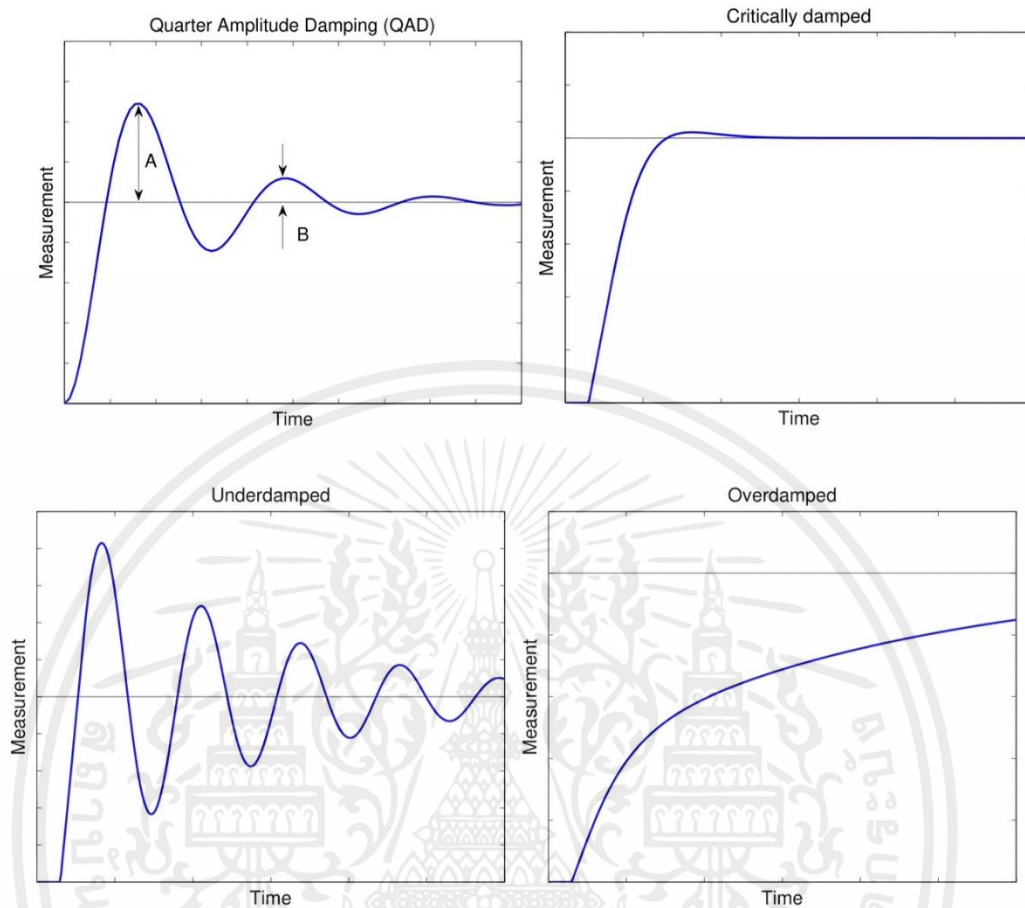 Quarter Amplitude Damping (QAD)
Measurement
A
B
Time
Critically damped
Measurement
Time
Underdamped
Measurement
Time
Overdamped
Measurement
Time